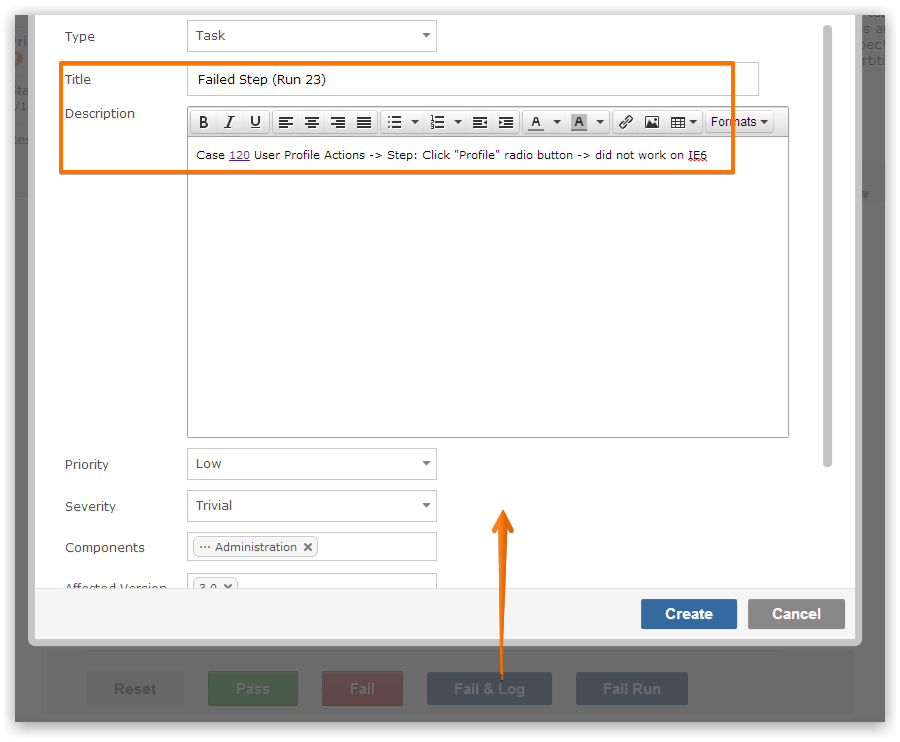 Type Task
Title Failed Step (Run 23)
Description
B I U A A Formats
Case 120 User Profile Actions -> Step: Click "Profile" radio button -> did not work on IE6
Priority Low
Severity Trivial
Components ··· Administration ×
Affected Version 3.0 ×
Create Cancel
Reset Pass Fail Fail & Log Fail Run